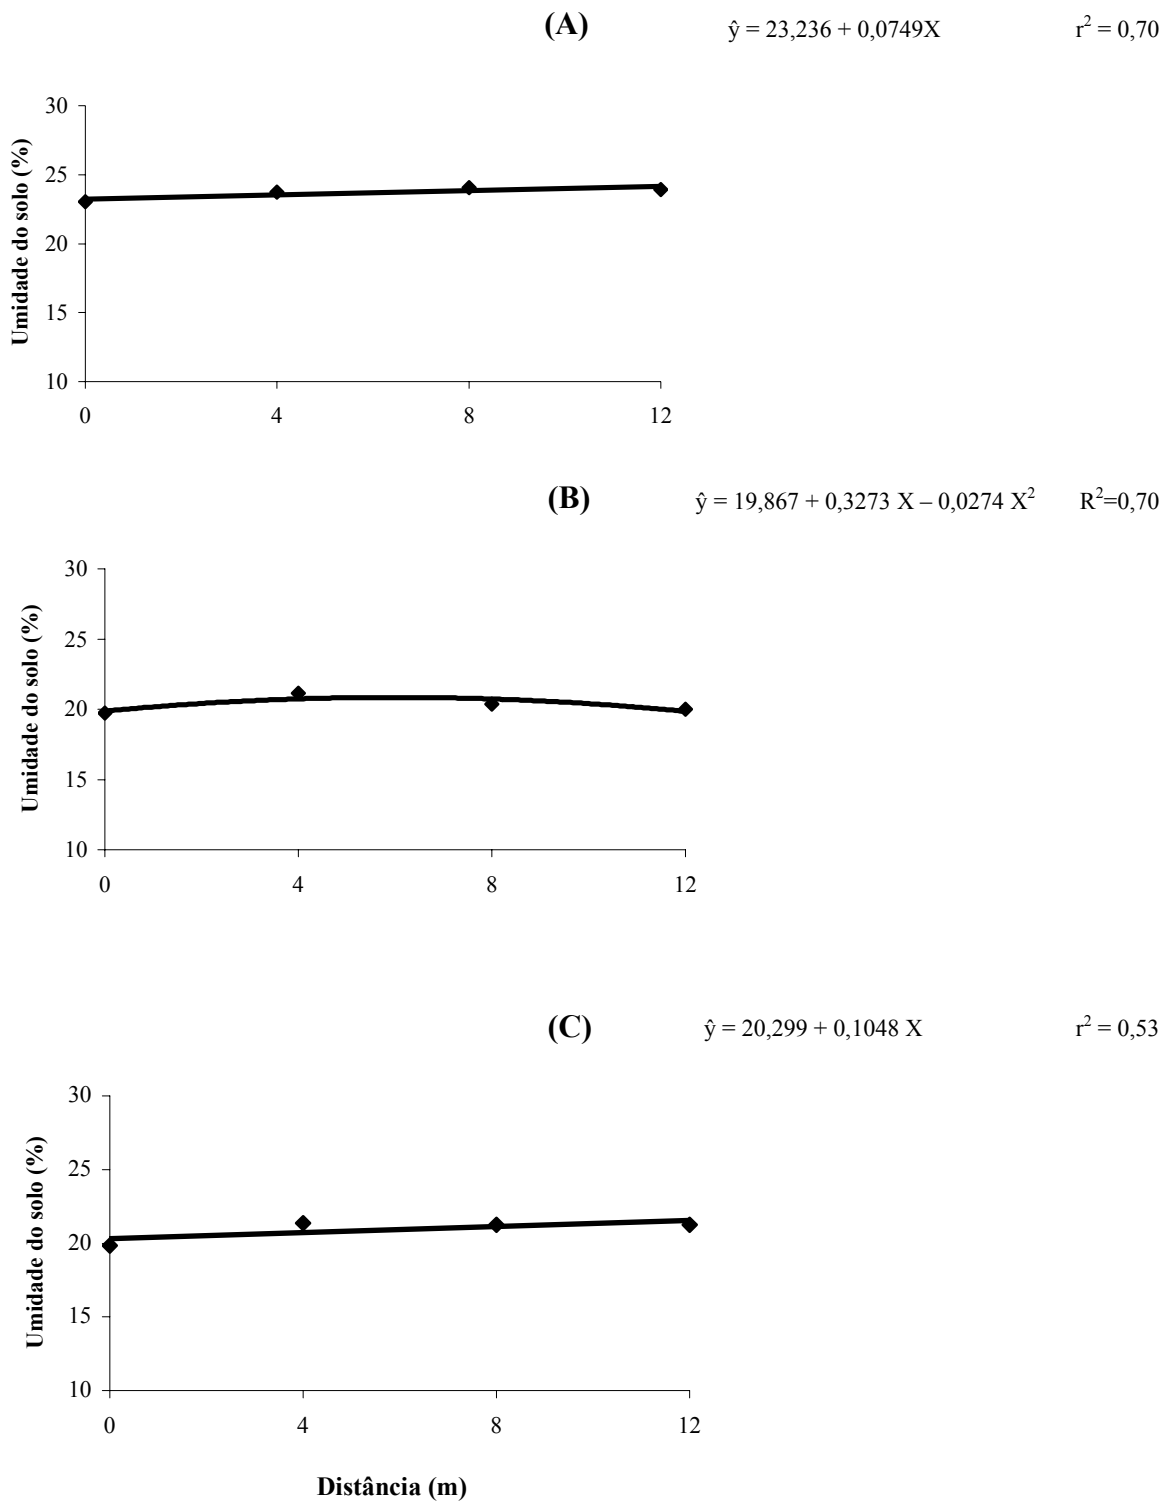 (A) ŷ = 23,236 + 0,0749X r² = 0,70
30
25
20
15
10
Umidade do solo (%)
0 4 8 12
(B) ŷ = 19,867 + 0,3273 X – 0,0274 X² R²=0,70
30
25
20
15
10
Umidade do solo (%)
0 4 8 12
(C) ŷ = 20,299 + 0,1048 X r² = 0,53
30
25
20
15
10
Umidade do solo (%)
0 4 8 12
Distância (m)